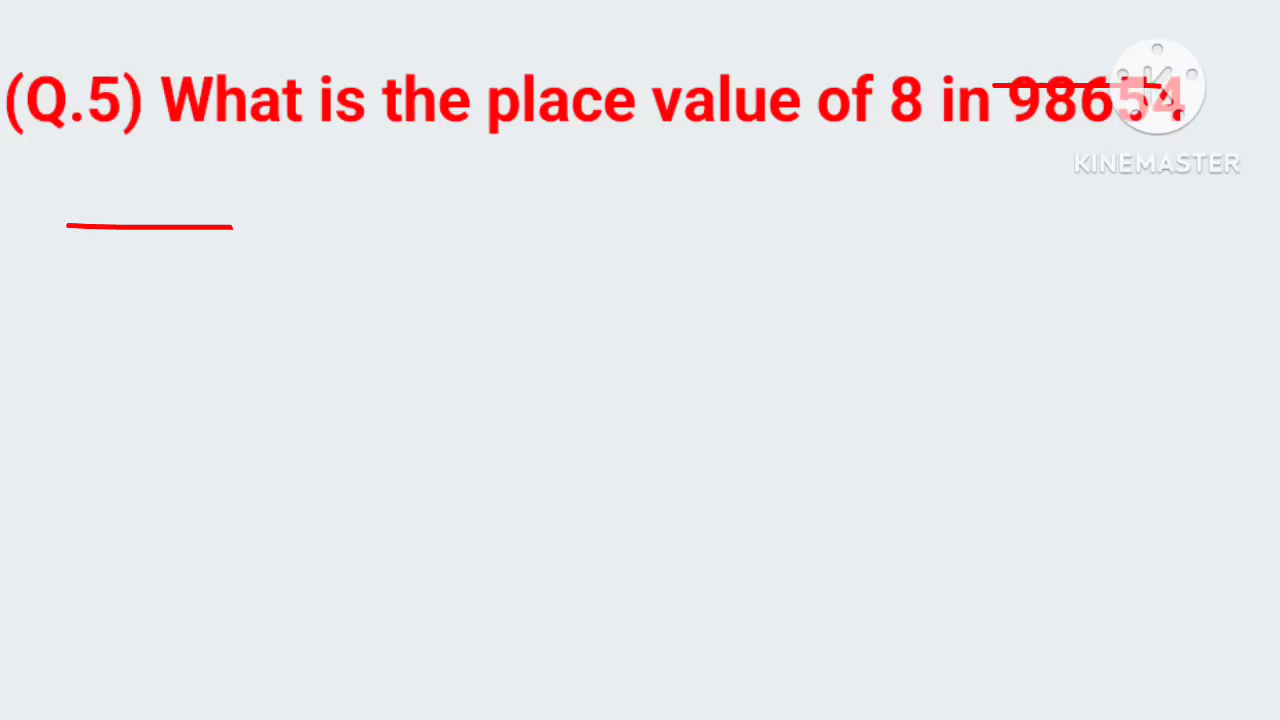 (Q.5) What is the place value of 8 in 98654
KINEMASTER